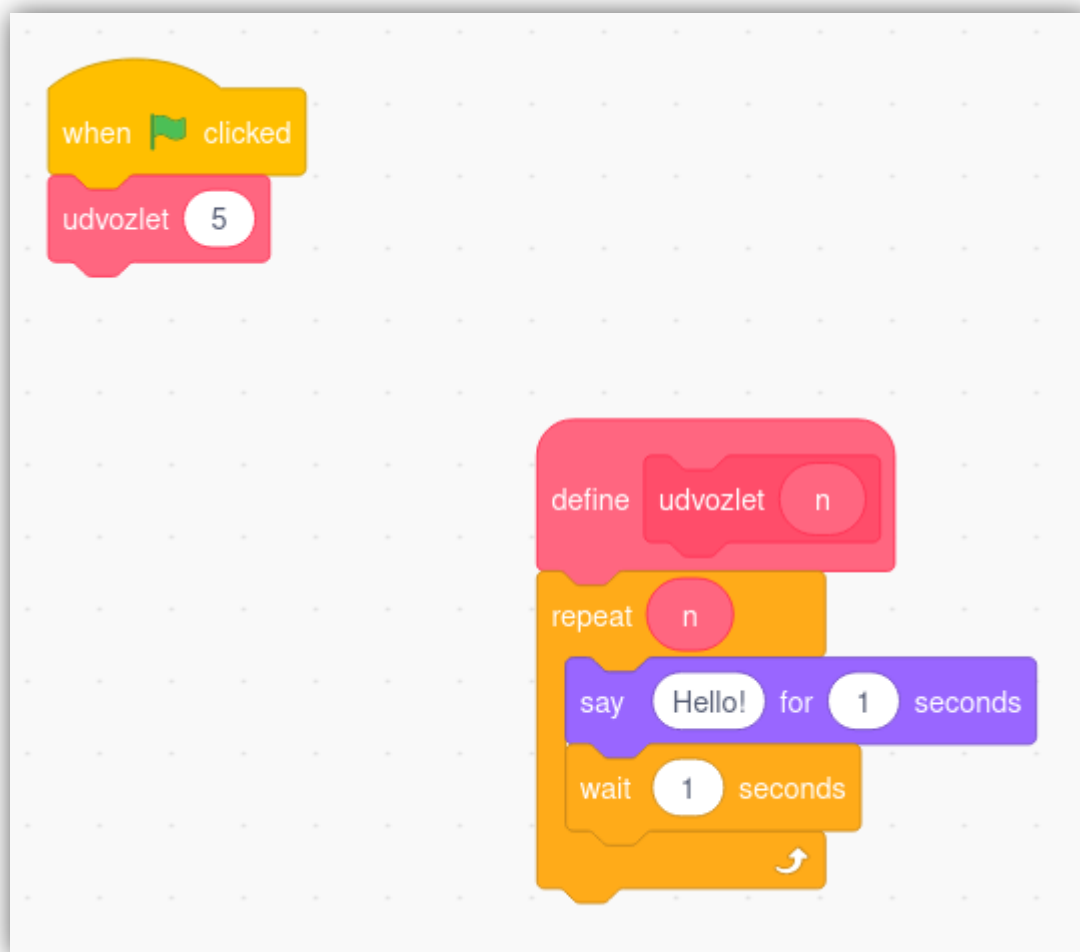 when clicked
udvozlet 5
define udvozlet n
repeat n
say Hello! for 1 seconds
wait 1 seconds